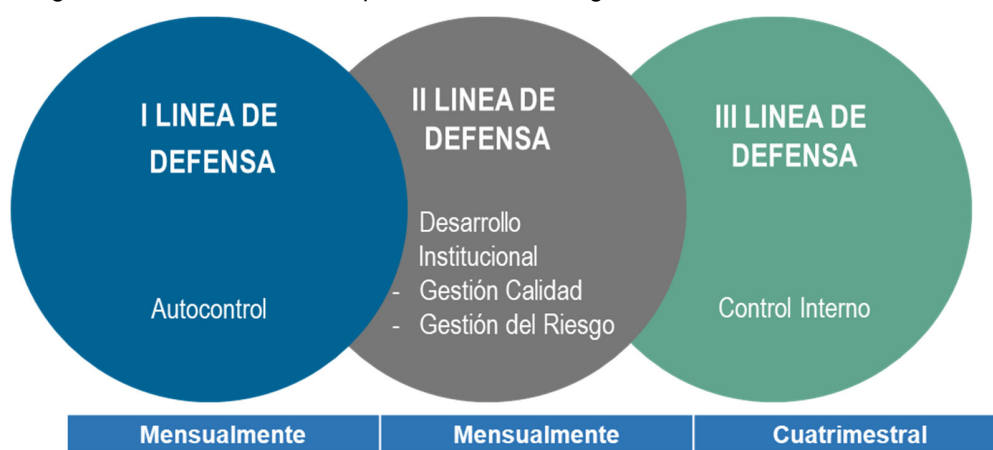 I LINEA DE
DEFENSA
Autocontrol
II LINEA DE
DEFENSA
Desarrollo
Institucional
- Gestión Calidad
- Gestión del Riesgo
III LINEA DE
DEFENSA
Control Interno
Mensualmente
Mensualmente
Cuatrimestral